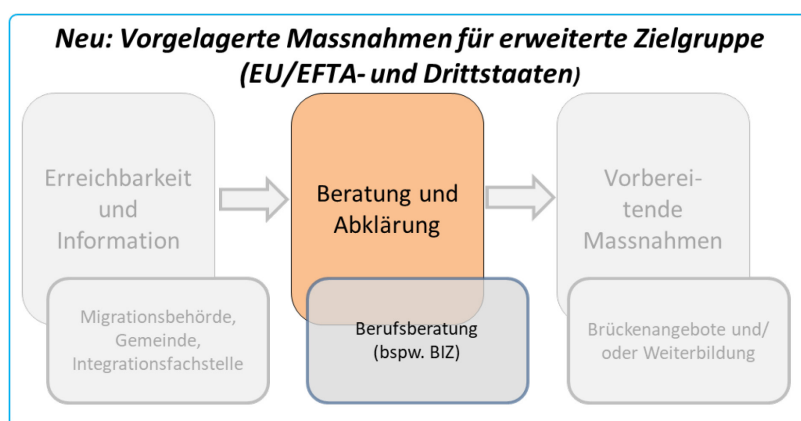 Neu: Vorgelagerte Massnahmen für erweiterte Zielgruppe
(EU/EFTA- und Drittstaaten)
Erreichbarkeit
und
Information
Migrationsbehörde,
Gemeinde,
Integrationsfachstelle
Beratung und
Abklärung
Berufsberatung
(bspw. BIZ)
Vorberei-
tende
Massnahmen
Brückenangebote und/
oder Weiterbildung